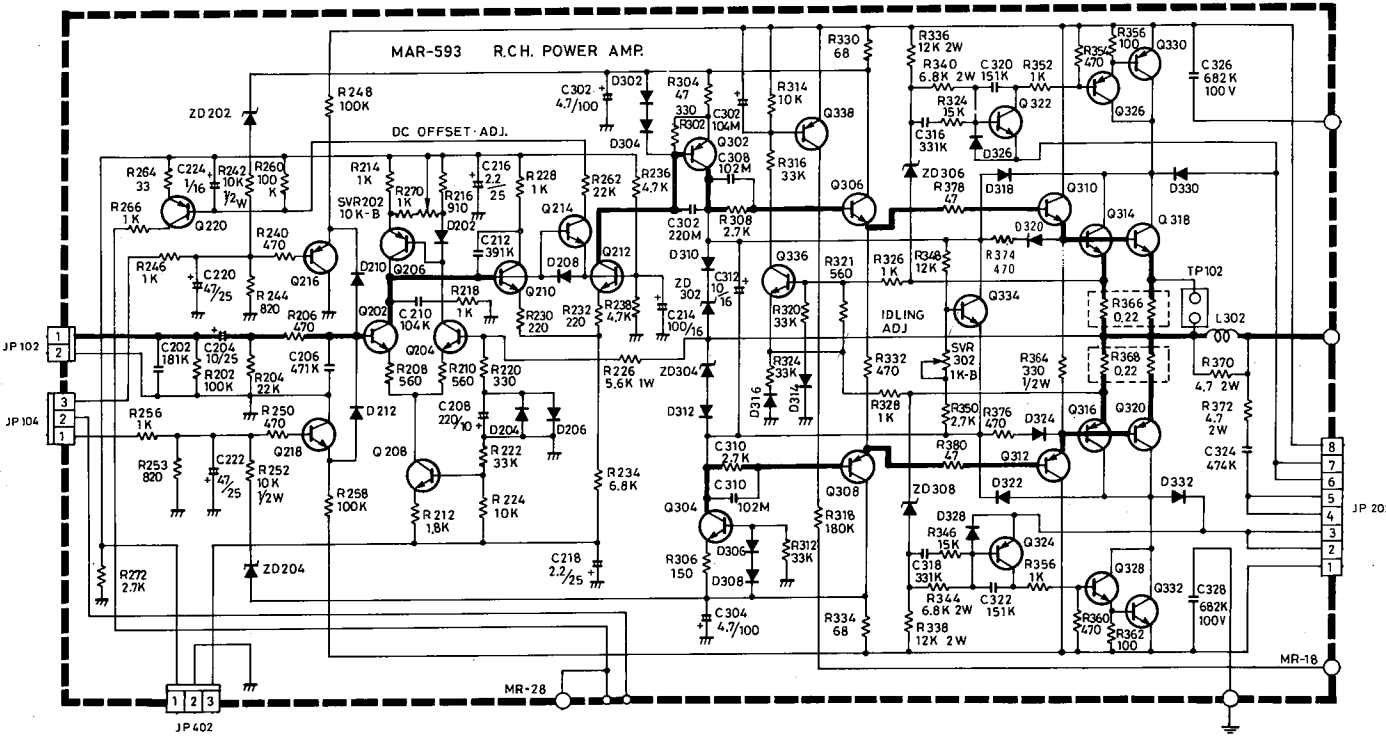 MAR-593 R.CH. POWER AMP.
R330
68
R336
12K 2W
R340
6.8K 2W
C320
151K
R352
1K
R354
470
R356
100
Q330
C326
682K
100V
R248
100K
ZD202
D302
C302
4.7/100
D304
R304
47
330
R302
C302
104M
R314
10K
Q338
R324
15K
Q322
C316
331K
D326
Q326
DC OFFSET·ADJ.
Q302
C308
102M
R316
33K
ZD306
R264
33
C224
1/16
R242
10K
½W
R260
100
K
R214
1K
R270
1K
R216
910
C216
2.2
/25
R228
1K
R262
22K
R236
4.7K
Q306
R378
47
D318
Q310
D330
R266
1K
Q220
SVR202
10K-B
D202
Q214
C302
220M
R308
2.7K
D320
Q314
Q318
R240
470
Q206
C212
391K
Q212
D310
Q336
R321
560
R326
1K
R348
12K
R374
470
TP102
R246
1K
C220
47/25
Q216
D210
D208
Q210
R218
1K
ZD
302
C312
10
/16
R244
820
Q202
C210
104K
R230
220
R232
220
R238
4.7K
C214
100/16
R320
33K
IDLING
ADJ
Q334
R366
0.22
L302
JP102
1
2
R206
470
C202
181K
C204
10/25
R202
100K
R204
22K
C206
471K
Q204
R208
560
R210
560
R220
330
R226
5.6K 1W
ZD304
R324
33K
R332
470
SVR
302
1K-B
R364
330
½W
R368
0.22
R370
4.7 2W
JP104
3
2
1
R256
1K
R250
470
D212
C208
220/10
D204
D206
D312
D316
D314
R328
1K
R350
2.7K
R376
470
D324
Q316
Q320
R372
4.7
2W
R253
820
C222
47
/25
R252
10K
½W
Q218
Q208
R222
33K
R234
6.8K
C310
2.7K
C310
102M
Q308
R380
47
Q312
C324
474K
R258
100K
R212
1.8K
R224
10K
Q304
R318
180K
ZD308
D322
D332
8
7
6
5
4
3
2
1
JP 202
R272
2.7K
ZD204
C218
2.2/25
R306
150
D306
D308
R312
33K
D328
R346
15K
Q324
C318
331K
R356
1K
Q328
Q332
C328
682K
100V
C304
4.7/100
R334
68
R344
6.8K 2W
C322
151K
R338
12K 2W
R360
470
R362
100
MR-28
MR-18
1 2 3
JP402